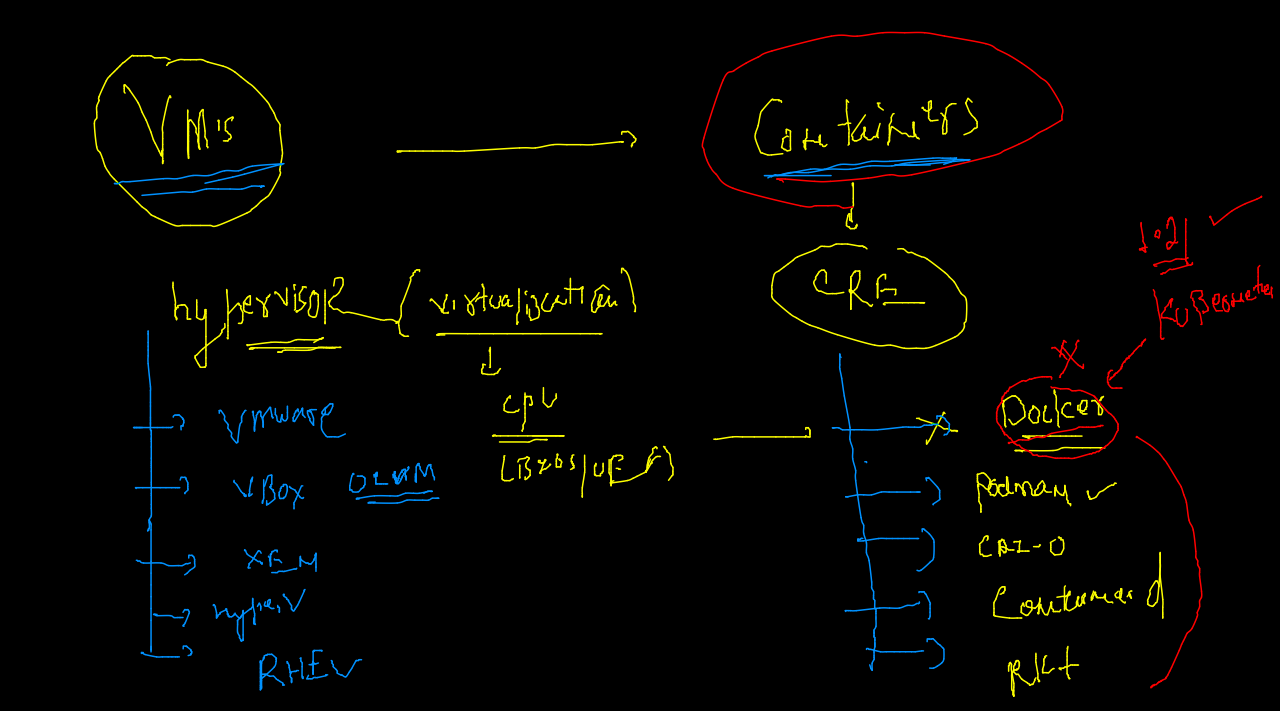 VM's
Containers
1.21
hypervisor (virtualization)
CRE
Kubernetes
VMware
CPU
Docker
VBox OLVM
(BIOS/UEFI)
Podman
XEN
CRI-O
hyperV
Containerd
RHEV
rkt